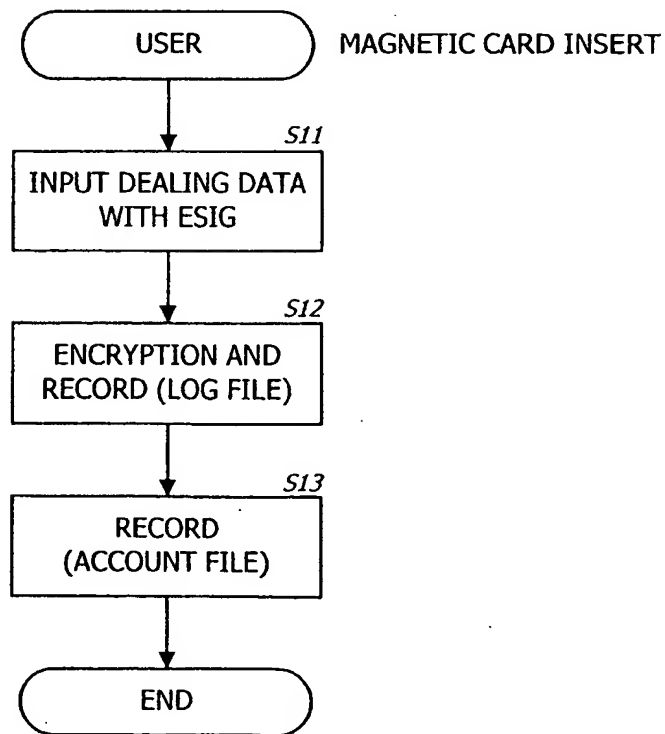 USER
MAGNETIC CARD INSERT
S11
INPUT DEALING DATA
WITH ESIG
S12
ENCRYPTION AND
RECORD (LOG FILE)
S13
RECORD
(ACCOUNT FILE)
END